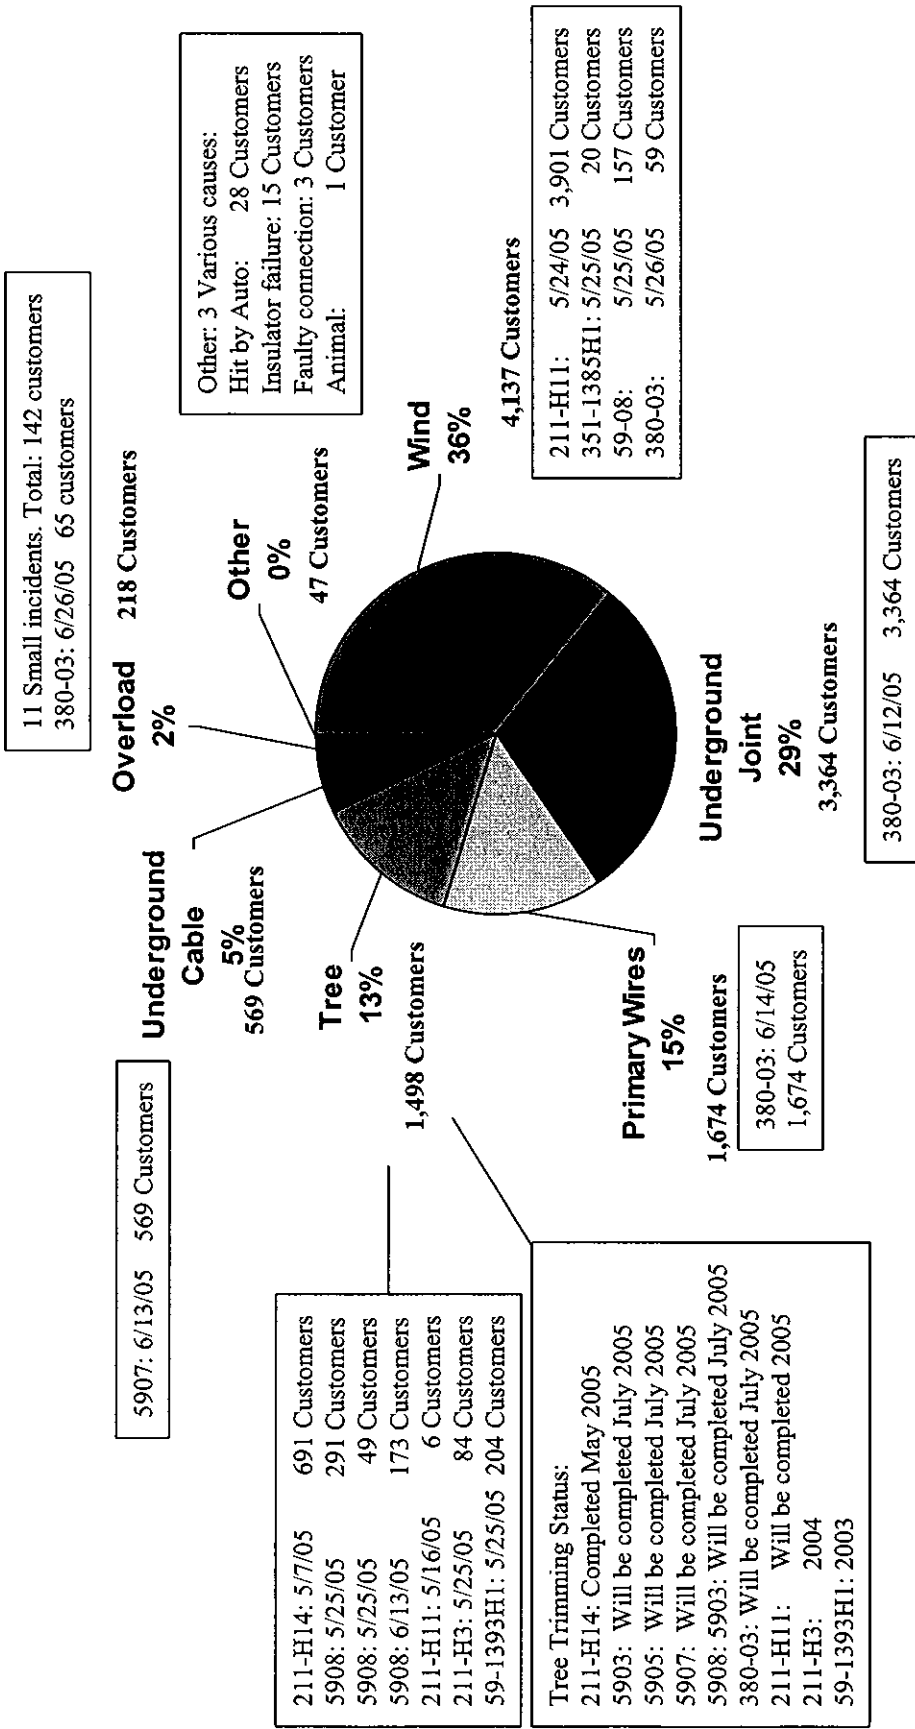 5907: 6/13/05 569 Customers
Underground
Cable
5%
569 Customers
Overload
2%
218 Customers
11 Small incidents. Total: 142 customers
380-03: 6/26/05 65 customers
Other
0%
47 Customers
Other: 3 Various causes:
Hit by Auto: 28 Customers
Insulator failure: 15 Customers
Faulty connection: 3 Customers
Animal: 1 Customer
Wind
36%
4,137 Customers
211-H11: 5/24/05 3,901 Customers
351-1385H1: 5/25/05 20 Customers
59-08: 5/25/05 157 Customers
380-03: 5/26/05 59 Customers
Tree
13%
1,498 Customers
211-H14: 5/7/05 691 Customers
5908: 5/25/05 291 Customers
5908: 5/25/05 49 Customers
5908: 6/13/05 173 Customers
211-H11: 5/16/05 6 Customers
211-H3: 5/25/05 84 Customers
59-1393H1: 5/25/05 204 Customers
Tree Trimming Status:
211-H14: Completed May 2005
5903: Will be completed July 2005
5905: Will be completed July 2005
5907: Will be completed July 2005
5908: 5903: Will be completed July 2005
380-03: Will be completed July 2005
211-H11: Will be completed 2005
211-H3: 2004
59-1393H1: 2003
Primary Wires
15%
1,674 Customers
380-03: 6/14/05
1,674 Customers
Underground
Joint
29%
3,364 Customers
380-03: 6/12/05 3,364 Customers